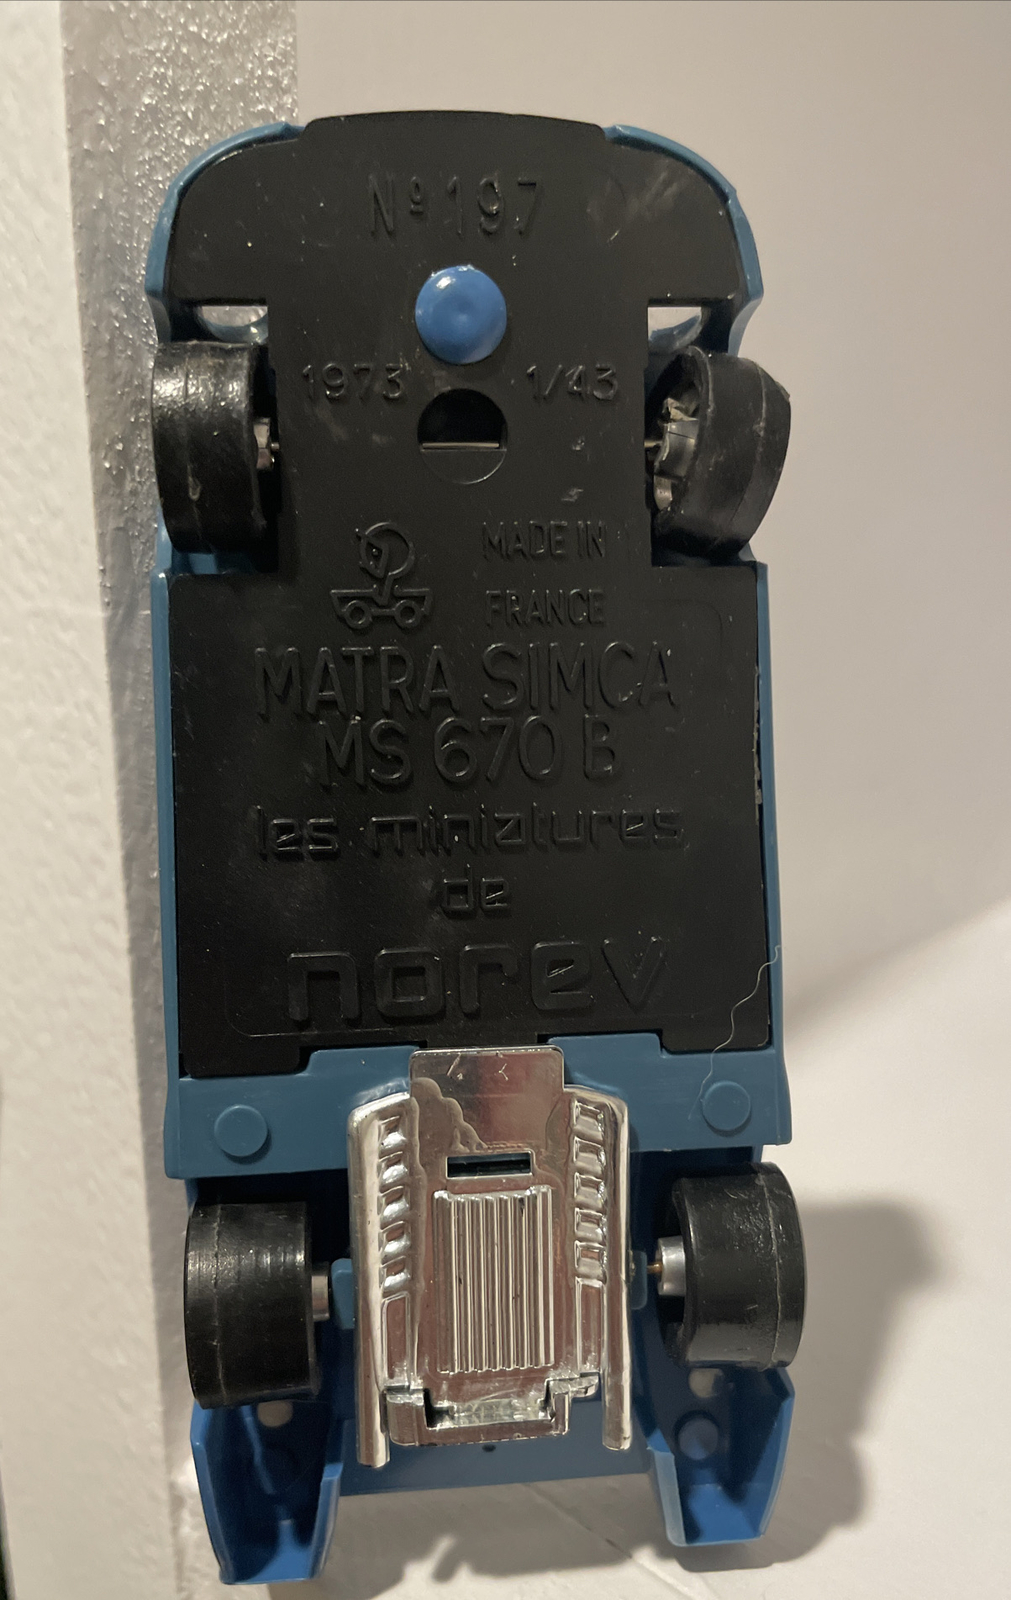 Nº 197
1973 1/43
MADE IN
FRANCE
MATRA SIMCA
MS 670 B
les miniatures
de
norev